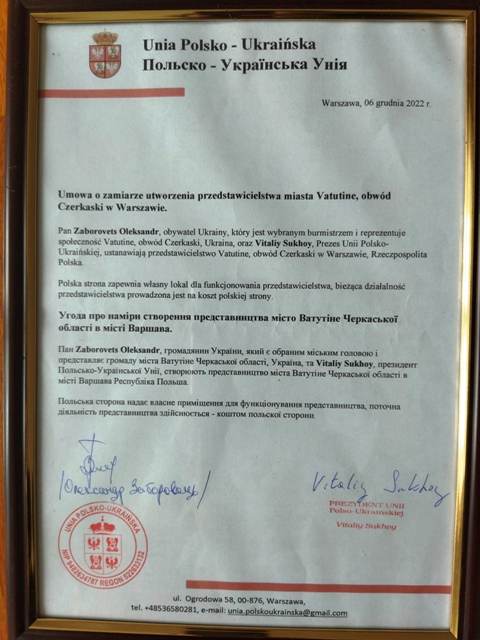 Unia Polsko - Ukraińska
Польско - Українська Унія
Warszawa, 06 grudnia 2022 r.
Umowa o zamiarze utworzenia przedstawicielstwa miasta Vatutine, obwód
Czerkaski w Warszawie.
Pan Zaborovets Oleksandr, obywatel Ukrainy, który jest wybranym burmistrzem i reprezentuje
społeczność Vatutine, obwód Czerkaski, Ukraina, oraz Vitaliy Sukhoy, Prezes Unii Polsko-
Ukraińskiej, ustanawiają przedstawicielstwo Vatutine, obwód Czerkaski w Warszawie, Rzeczpospolita
Polska.
Polska strona zapewnia własny lokal dla funkcjonowania przedstawicielstwa, bieżąca działalność
przedstawicielstwa prowadzona jest na koszt polskiej strony.
Угода про наміри створення представництва місто Ватутіне Черкаської
області в місті Варшава.
Пан Zaborovets Oleksandr, громадянин України, який є обраним міським головою і
представляє громаду міста Ватутіне Черкаської області, Україна, та Vitaliy Sukhoy, президент
Польсько-Української Унії, створюють представництво міста Ватутіне Черкаської області в
місті Варшава Республіка Польша.
Польська сторона надає власне приміщення для функціонування представництва, поточна
діяльність представництва здійснюється - коштом польскої сторони.
/Олександр Заборовець/
Vitaliy Sukhoy
PREZYDENT UNII
Polso-Ukraińskiej
Vitaliy Sukhoy
UNIA POLSKO-UKRAIŃSKA
ul. Ogrodowa 58, 00-876, Warszawa,
tel. +48536580281, e-mail: unia.polskoukrainska@gmail.com